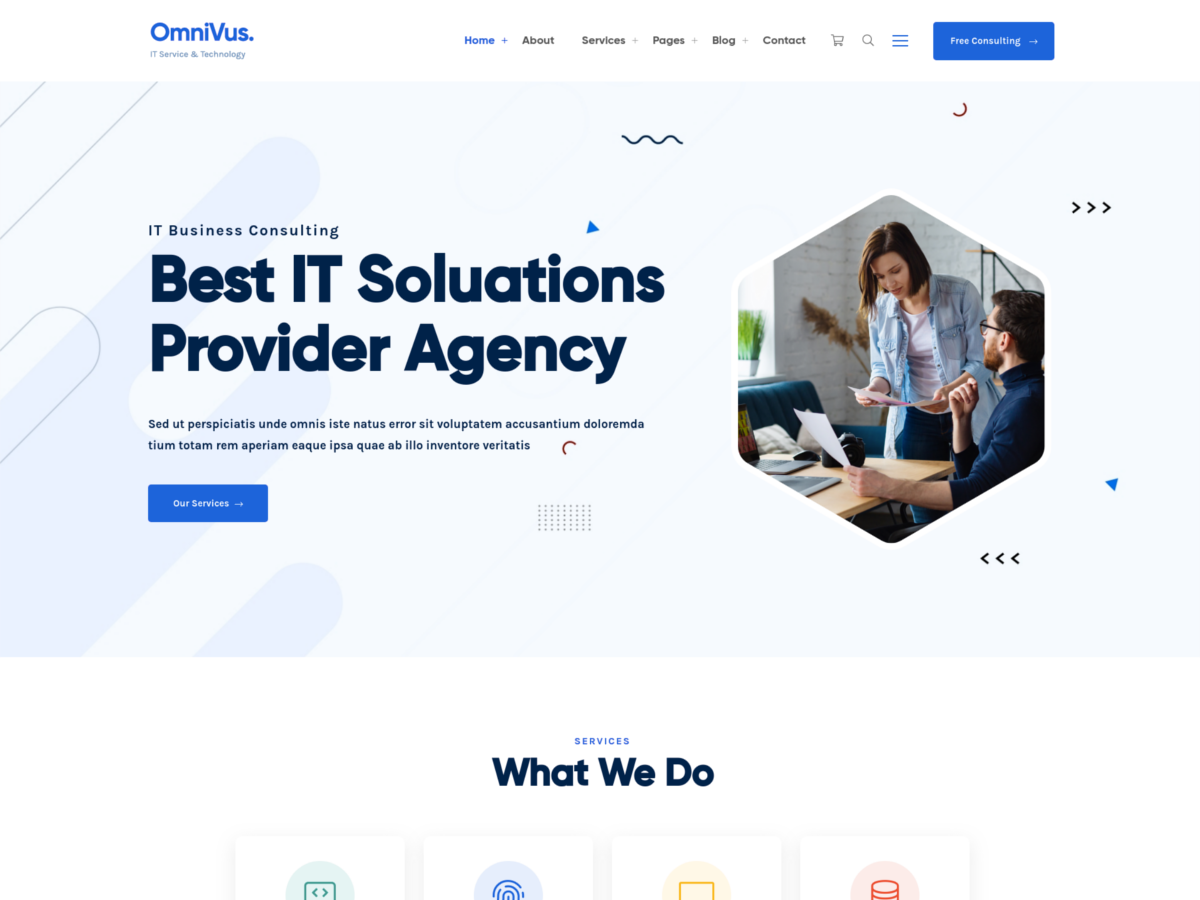 OmniVus.
IT Service & Technology
Home +
About
Services +
Pages +
Blog +
Contact
Free Consulting →
IT Business Consulting
Best IT Soluations
Provider Agency
Sed ut perspiciatis unde omnis iste natus error sit voluptatem accusantium doloremda
tium totam rem aperiam eaque ipsa quae ab illo inventore veritatis
Our Services →
SERVICES
What We Do